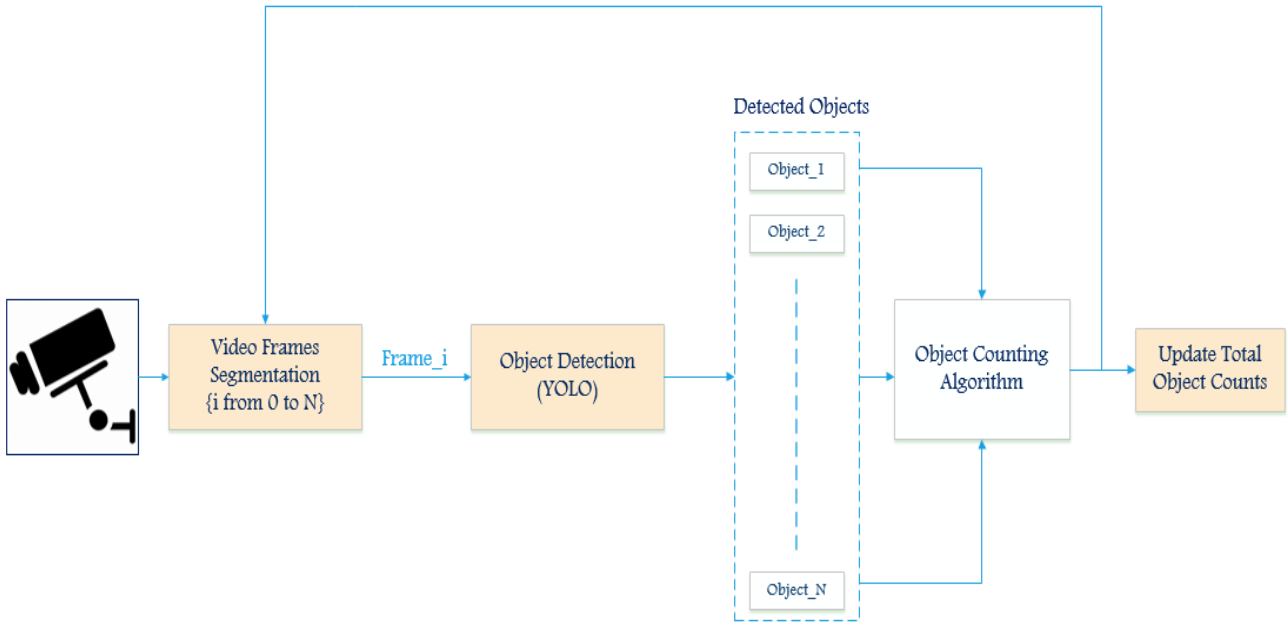 Detected Objects
Object_1
Object_2
Video Frames
Segmentation
{i from 0 to N}
Frame_i
Object Detection
(YOLO)
Object Counting
Algorithm
Update Total
Object Counts
Object_N